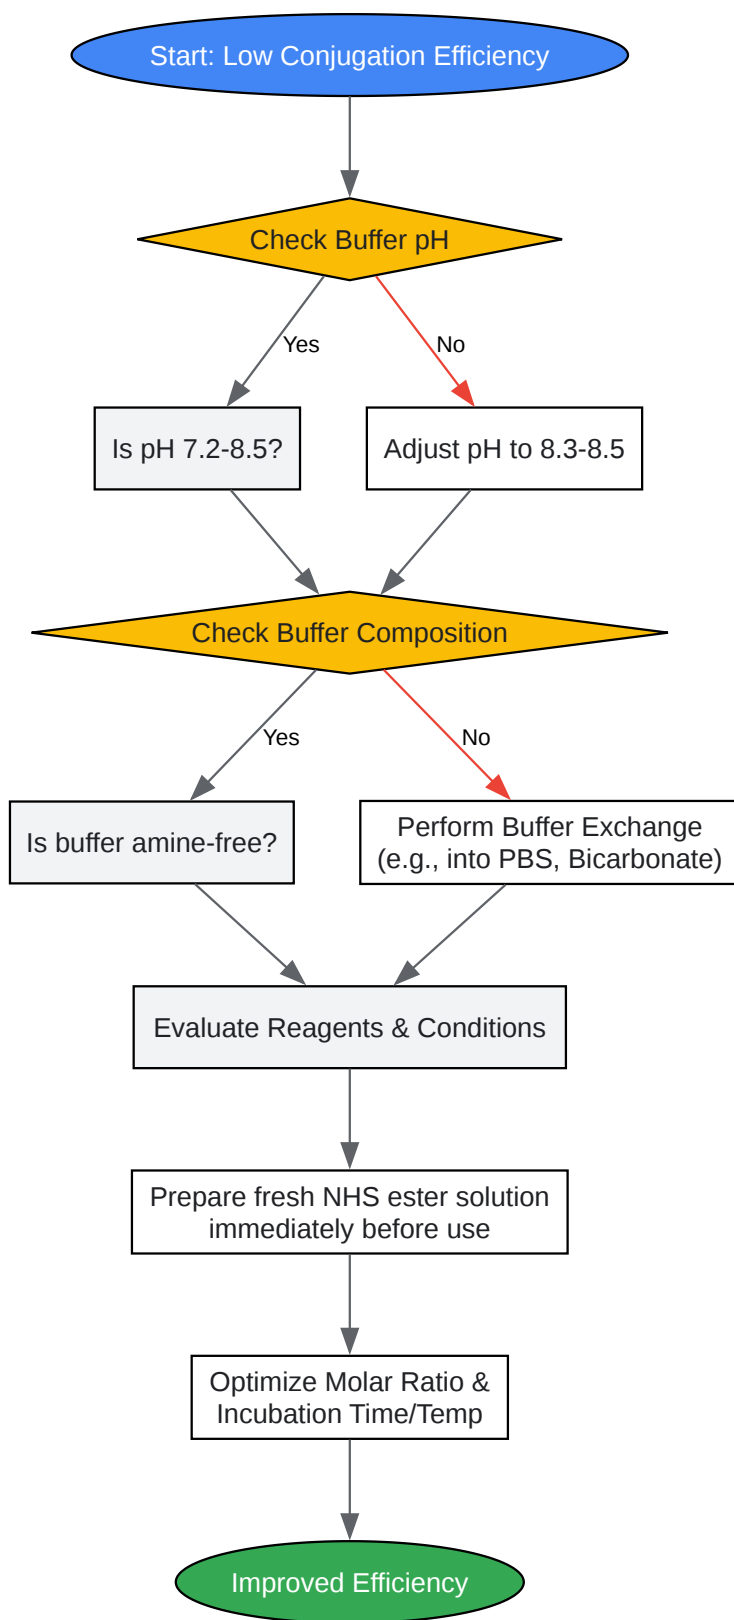 Start: Low Conjugation Efficiency
Check Buffer pH
Yes
No
Is pH 7.2-8.5?
Adjust pH to 8.3-8.5
Check Buffer Composition
Yes
No
Is buffer amine-free?
Perform Buffer Exchange
(e.g., into PBS, Bicarbonate)
Evaluate Reagents & Conditions
Prepare fresh NHS ester solution
immediately before use
Optimize Molar Ratio &
Incubation Time/Temp
Improved Efficiency